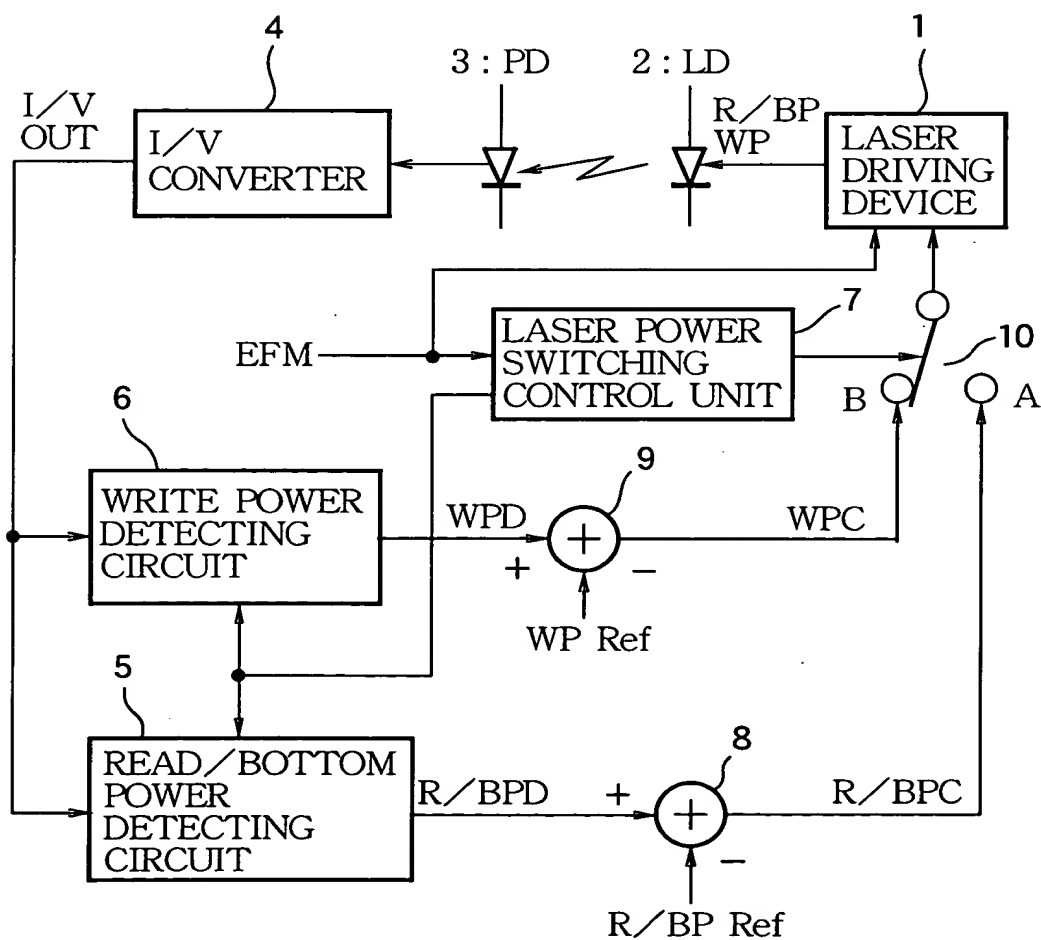 4
1
3 : PD
2 : LD
I／V
OUT
R／BP
WP
I／V
CONVERTER
LASER
DRIVING
DEVICE
7
EFM
LASER POWER
SWITCHING
CONTROL UNIT
10
B
A
6
9
WRITE POWER
DETECTING
CIRCUIT
WPD
+
WPC
+
−
WP Ref
5
8
READ／BOTTOM
POWER
DETECTING
CIRCUIT
R／BPD
+
R／BPC
+
−
R／BP Ref